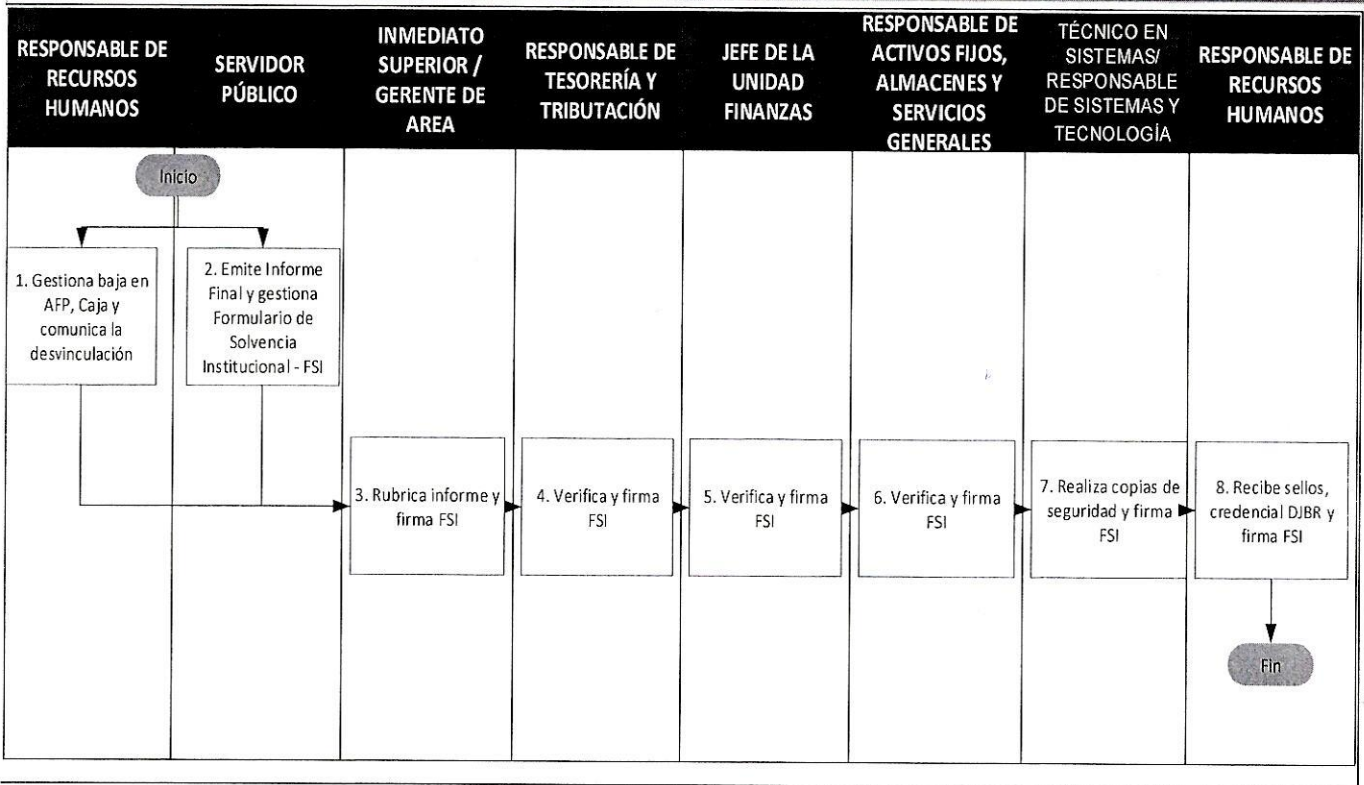 RESPONSABLE DE
RECURSOS
HUMANOS
SERVIDOR
PÚBLICO
INMEDIATO
SUPERIOR /
GERENTE DE
AREA
RESPONSABLE DE
TESORERÍA Y
TRIBUTACIÓN
JEFE DE LA
UNIDAD
FINANZAS
RESPONSABLE DE
ACTIVOS FIJOS,
ALMACENES Y
SERVICIOS
GENERALES
TÉCNICO EN
SISTEMAS/
RESPONSABLE
DE SISTEMAS Y
TECNOLOGÍA
RESPONSABLE DE
RECURSOS
HUMANOS
Inicio
1. Gestiona baja en
AFP, Caja y
comunica la
desvinculación
2. Emite Informe
Final y gestiona
Formulario de
Solvencia
Institucional - FSI
3. Rubrica informe y
firma FSI
4. Verifica y firma
FSI
5. Verifica y firma
FSI
6. Verifica y firma
FSI
7. Realiza copias de
seguridad y firma
FSI
8. Recibe sellos,
credencial DJBR y
firma FSI
Fin